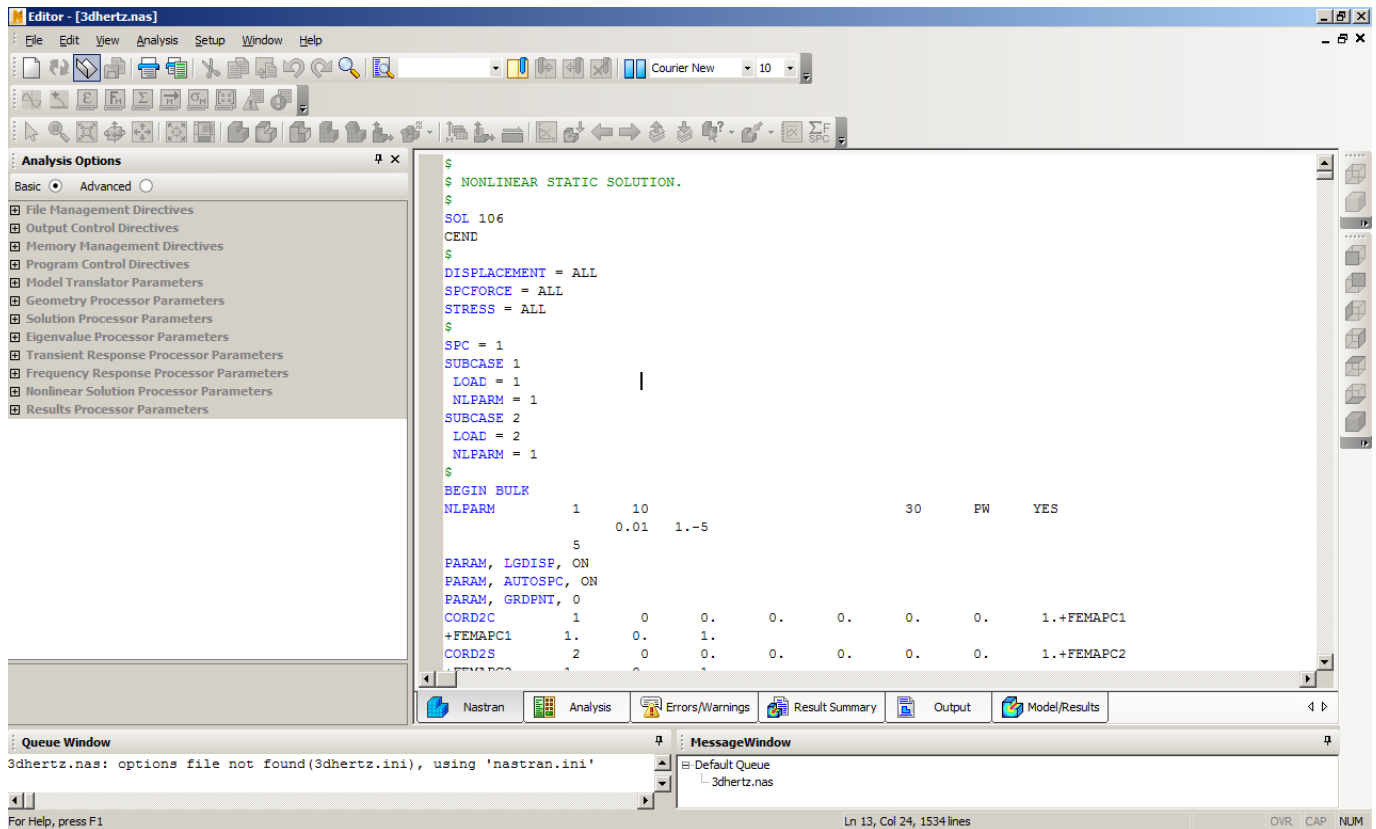 Editor - [3dhertz.nas]
File Edit View Analysis Setup Window Help
Courier New 10
ΣF
SPC
Analysis Options
Basic Advanced
File Management Directives
Output Control Directives
Memory Management Directives
Program Control Directives
Model Translator Parameters
Geometry Processor Parameters
Solution Processor Parameters
Eigenvalue Processor Parameters
Transient Response Processor Parameters
Frequency Response Processor Parameters
Nonlinear Solution Processor Parameters
Results Processor Parameters
$
$ NONLINEAR STATIC SOLUTION.
$
SOL 106
CEND
$
DISPLACEMENT = ALL
SPCFORCE = ALL
STRESS = ALL
$
SPC = 1
SUBCASE 1
LOAD = 1
NLPARM = 1
SUBCASE 2
LOAD = 2
NLPARM = 1
$
BEGIN BULK
NLPARM 1 10 30 PW YES
0.01 1.-5
5
PARAM, LGDISP, ON
PARAM, AUTOSPC, ON
PARAM, GRDPNT, 0
CORD2C 1 0 0. 0. 0. 0. 0. 1.+FEMAPC1
+FEMAPC1 1. 0. 1.
CORD2S 2 0 0. 0. 0. 0. 0. 1.+FEMAPC2
Nastran Analysis Errors/Warnings Result Summary Output Model/Results
Queue Window
3dhertz.nas: options file not found(3dhertz.ini), using 'nastran.ini'
MessageWindow
Default Queue
3dhertz.nas
For Help, press F1
Ln 13, Col 24, 1534 lines
OVR CAP NUM